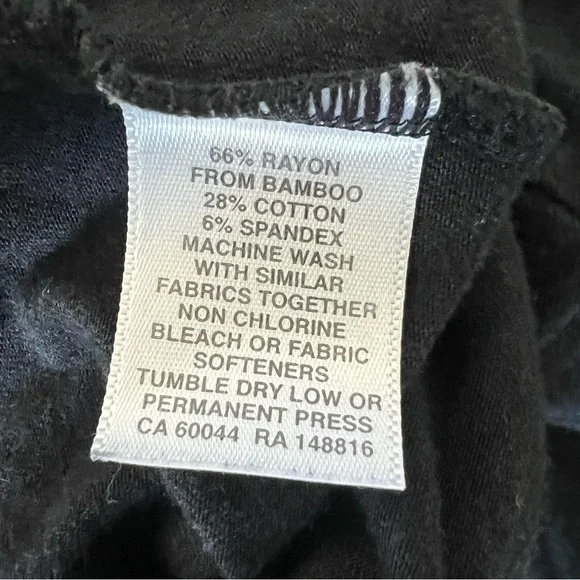 66% RAYON
FROM BAMBOO
28% COTTON
6% SPANDEX
MACHINE WASH
WITH SIMILAR
FABRICS TOGETHER
NON CHLORINE
BLEACH OR FABRIC
SOFTENERS
TUMBLE DRY LOW OR
PERMANENT PRESS
CA 60044 RA 148816